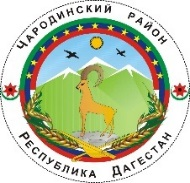 ЧАРОДИНСКИЙ РАЙОН
РЕСПУБЛИКА ДАГЕСТАН